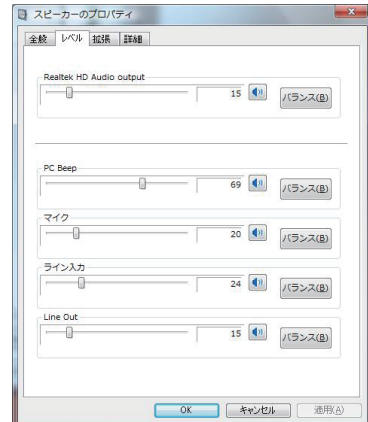 スピーカーのプロパティ
全般 レベル 拡張 詳細
Realtek HD Audio output
15 バランス(B)
PC Beep
69 バランス(B)
マイク
20 バランス(B)
ライン入力
24 バランス(B)
Line Out
15 バランス(B)
OK キャンセル 適用(A)